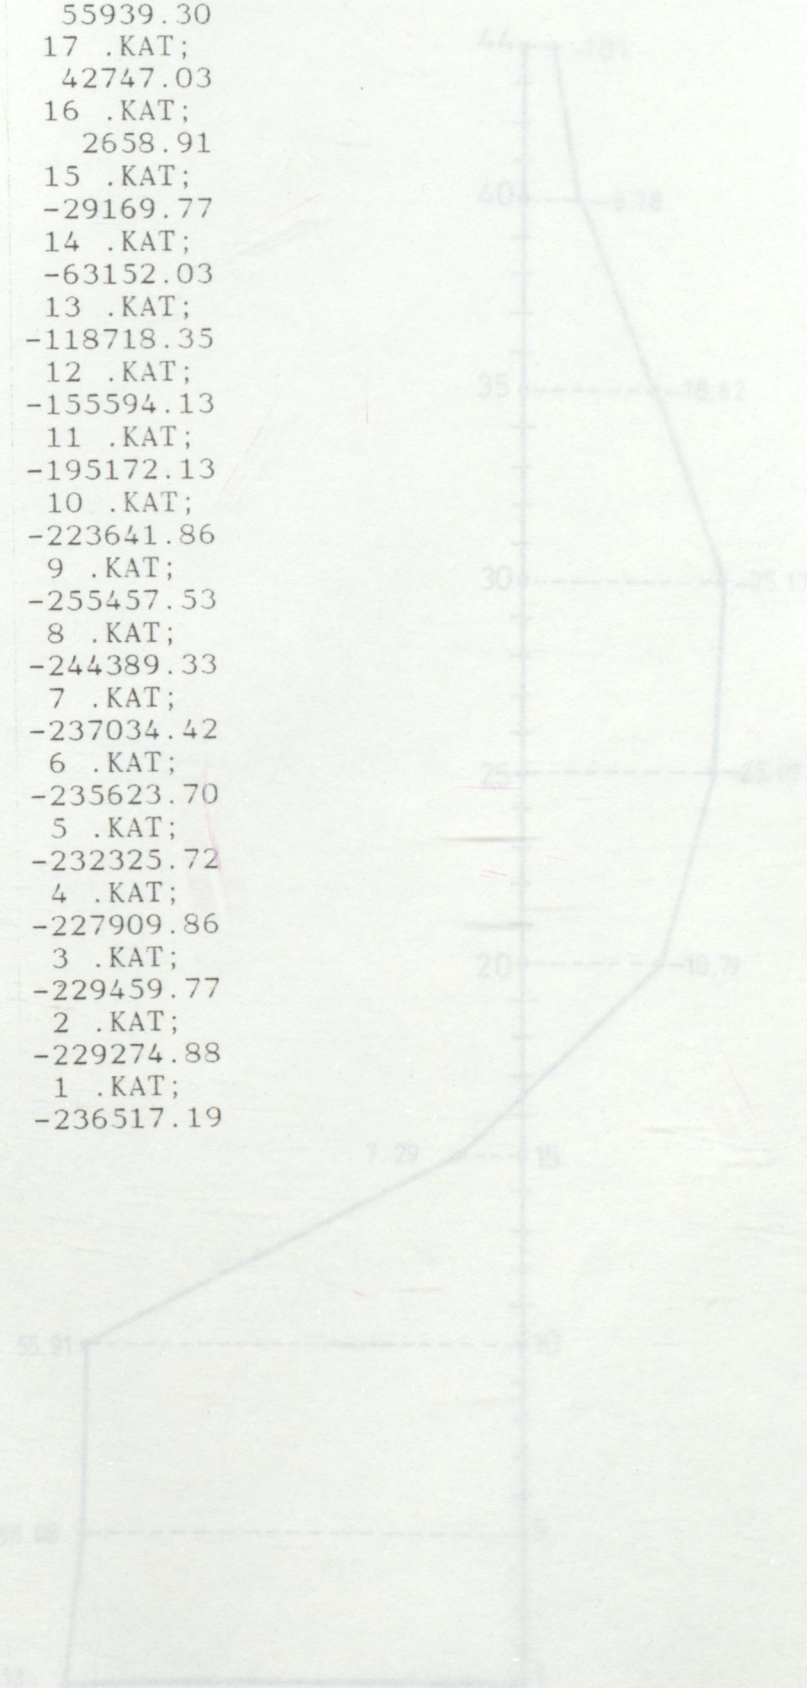 55939.30
17 .KAT;
42747.03
16 .KAT;
2658.91
15 .KAT;
-29169.77
14 .KAT;
-63152.03
13 .KAT;
-118718.35
12 .KAT;
-155594.13
11 .KAT;
-195172.13
10 .KAT;
-223641.86
9 .KAT;
-255457.53
8 .KAT;
-244389.33
7 .KAT;
-237034.42
6 .KAT;
-235623.70
5 .KAT;
-232325.72
4 .KAT;
-227909.86
3 .KAT;
-229459.77
2 .KAT;
-229274.88
1 .KAT;
-236517.19
44
40
35
30
25
20
7.29 15
55.91 10